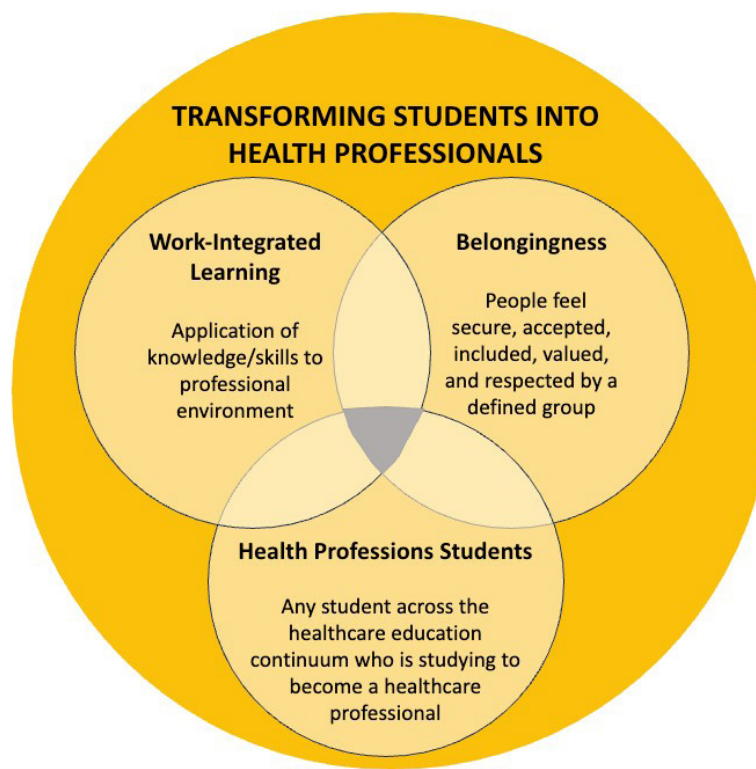 TRANSFORMING STUDENTS INTO
HEALTH PROFESSIONALS
Work-Integrated
Learning
Application of
knowledge/skills to
professional
environment
Belongingness
People feel
secure, accepted,
included, valued,
and respected by a
defined group
Health Professions Students
Any student across the
healthcare education
continuum who is studying to
become a healthcare
professional